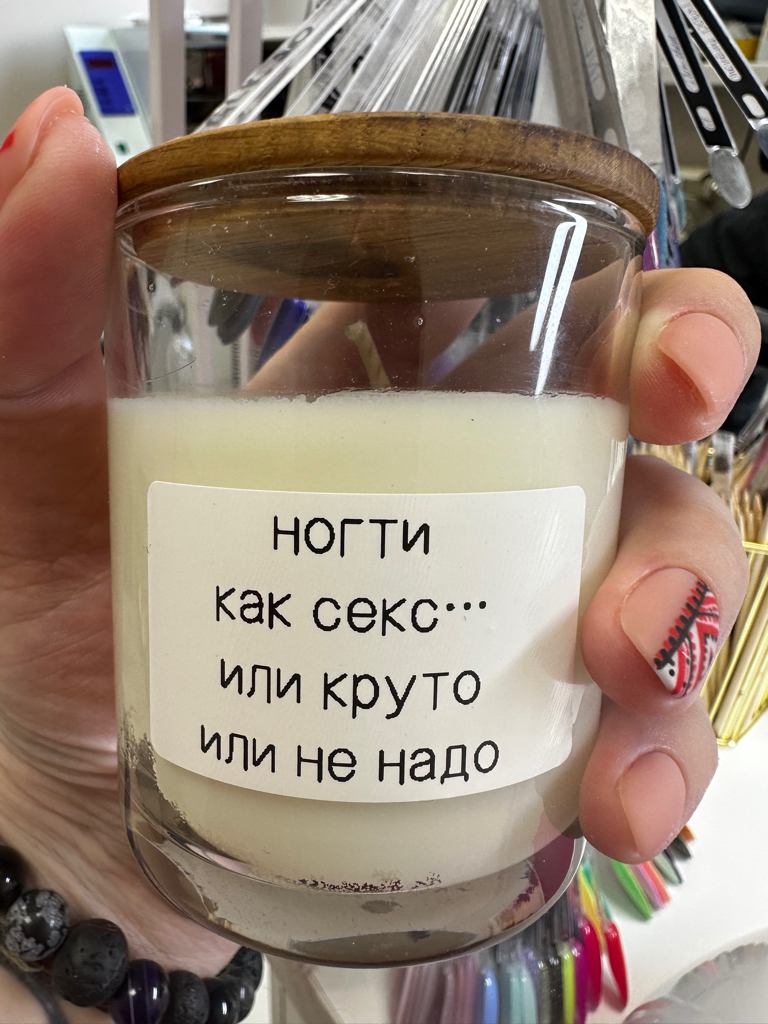 ногти
как секс...
или круто
или не надо